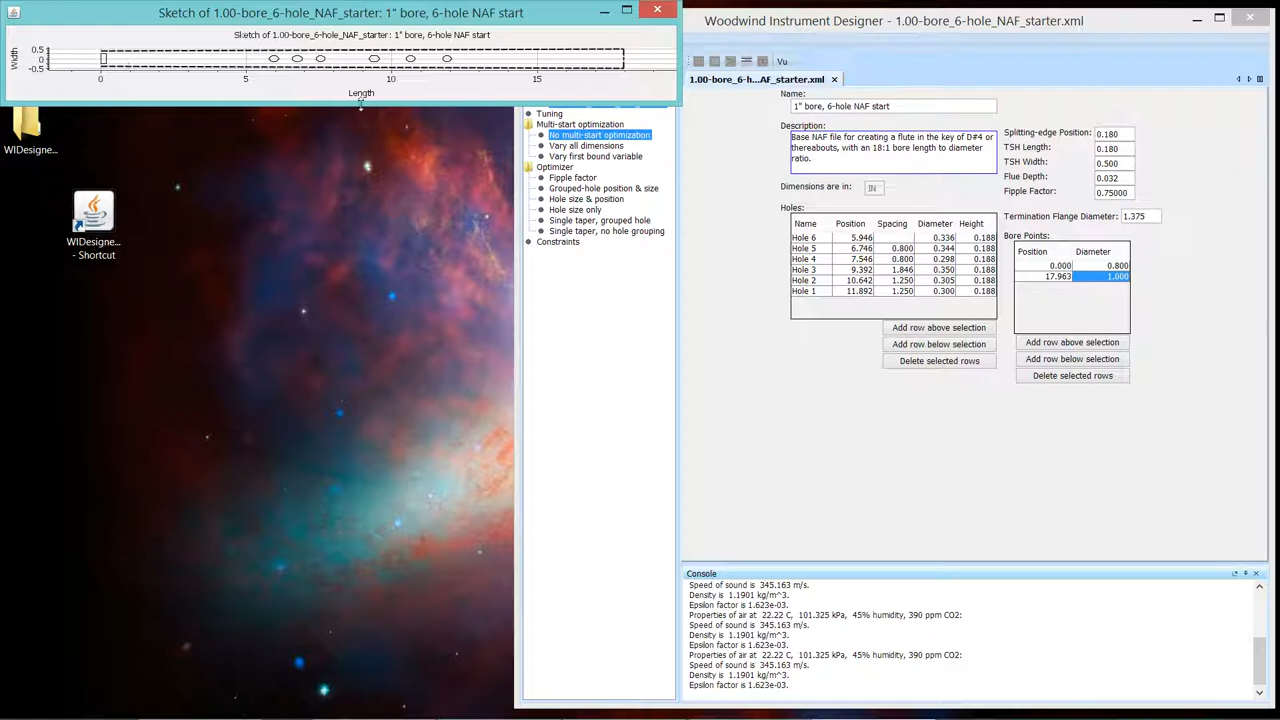 Sketch of 1.00-bore_6-hole_NAF_starter: 1" bore, 6-hole NAF start
Sketch of 1.00-bore_6-hole_NAF_starter: 1" bore, 6-hole NAF start
Width
0.5
0.0
-0.5
0
5
10
15
Length
WIDesigne...
WIDesigne...
- Shortcut
Tuning
Multi-start optimization
No multi-start optimization
Vary all dimensions
Vary first bound variable
Optimizer
Fipple factor
Grouped-hole position & size
Hole size & position
Hole size only
Single taper, grouped hole
Single taper, no hole grouping
Constraints
Woodwind Instrument Designer - 1.00-bore_6-hole_NAF_starter.xml
Vu
1.00-bore_6-h...AF_starter.xml
Name:
1" bore, 6-hole NAF start
Description:
Base NAF file for creating a flute in the key of D#4 or
thereabouts, with an 18:1 bore length to diameter
ratio.
Dimensions are in: IN
Holes:
Name Position Spacing Diameter Height
Hole 6 5.946 0.336 0.188
Hole 5 6.746 0.800 0.344 0.188
Hole 4 7.546 0.800 0.298 0.188
Hole 3 9.392 1.846 0.350 0.188
Hole 2 10.642 1.250 0.305 0.188
Hole 1 11.892 1.250 0.300 0.188
Add row above selection
Add row below selection
Delete selected rows
Splitting-edge Position: 0.180
TSH Length: 0.180
TSH Width: 0.500
Flue Depth: 0.032
Fipple Factor: 0.75000
Termination Flange Diameter: 1.375
Bore Points:
Position Diameter
0.000 0.800
17.963 1.000
Add row above selection
Add row below selection
Delete selected rows
Console
Speed of sound is 345.163 m/s.
Density is 1.1901 kg/m^3.
Epsilon factor is 1.623e-03.
Properties of air at 22.22 C, 101.325 kPa, 45% humidity, 390 ppm CO2:
Speed of sound is 345.163 m/s.
Density is 1.1901 kg/m^3.
Epsilon factor is 1.623e-03.
Properties of air at 22.22 C, 101.325 kPa, 45% humidity, 390 ppm CO2:
Speed of sound is 345.163 m/s.
Density is 1.1901 kg/m^3.
Epsilon factor is 1.623e-03.